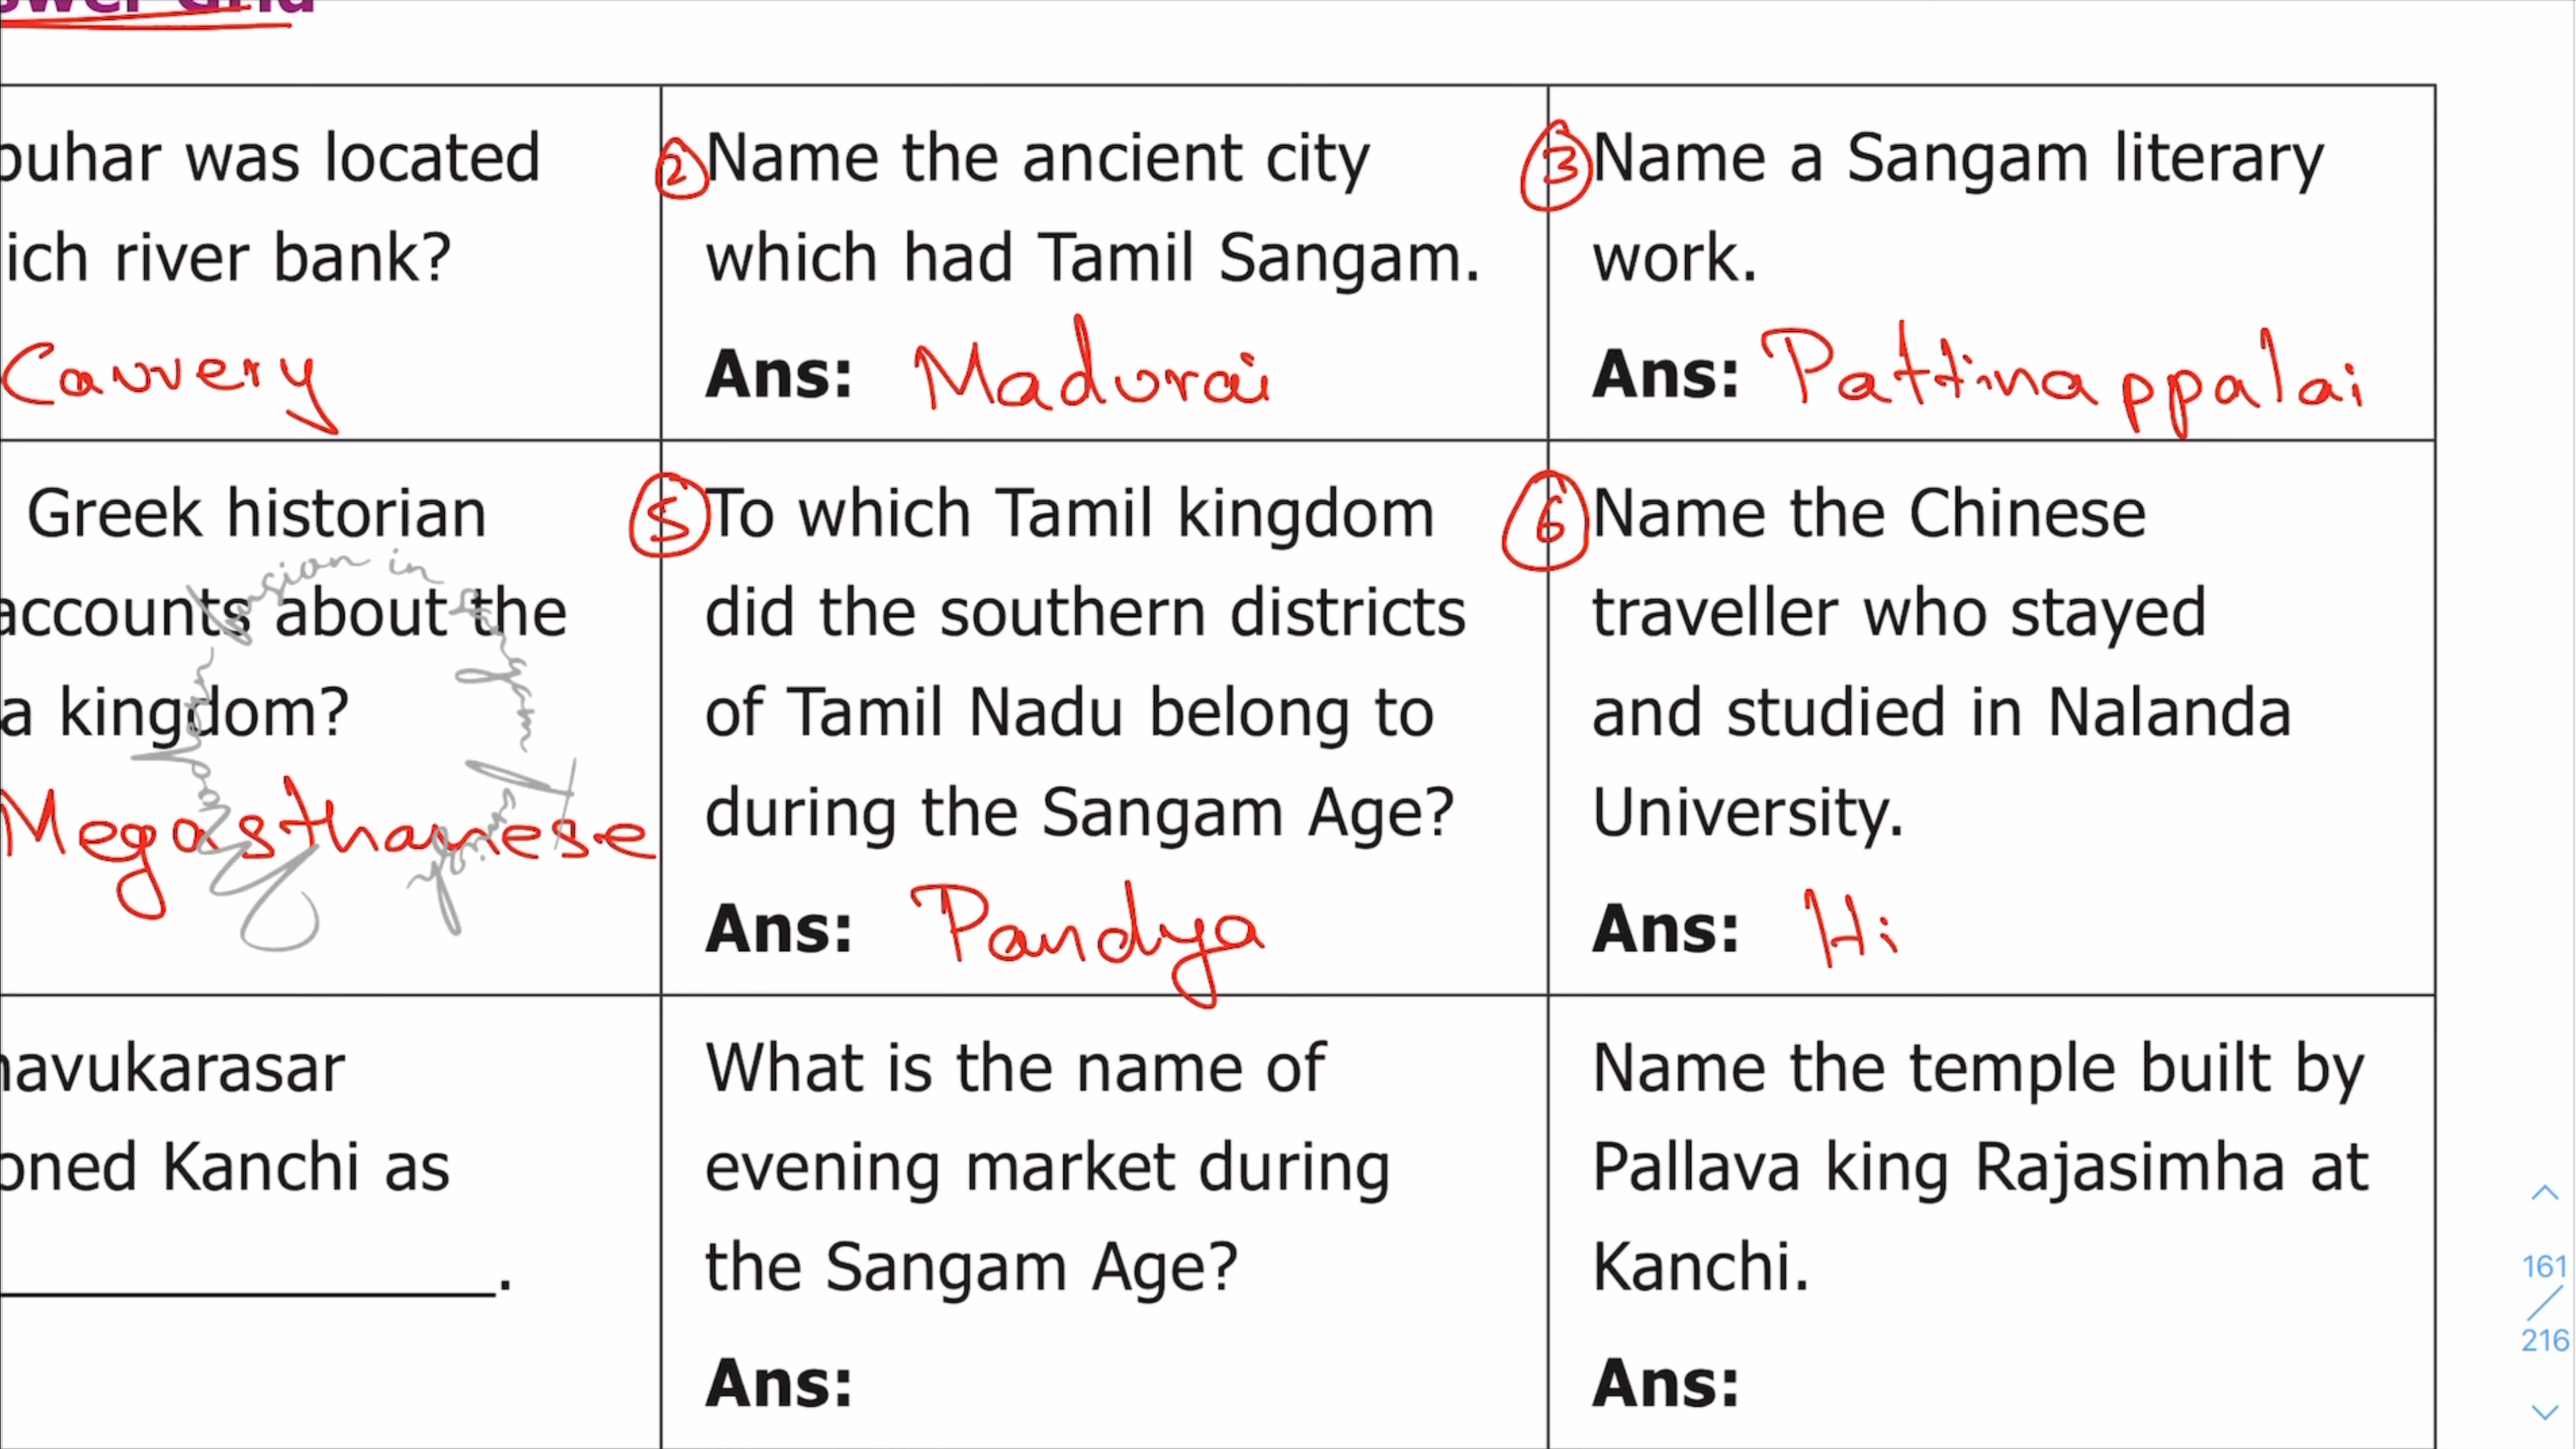 buhar was located
ich river bank?
Cauvery
② Name the ancient city
which had Tamil Sangam.
Ans: Madurai
③ Name a Sangam literary
work.
Ans: Pattinappalai
Greek historian
accounts about the
a kingdom?
Megasthanese
⑤ To which Tamil kingdom
did the southern districts
of Tamil Nadu belong to
during the Sangam Age?
Ans: Pandya
⑥ Name the Chinese
traveller who stayed
and studied in Nalanda
University.
Ans: Hi
navukarasar
oned Kanchi as
.
What is the name of
evening market during
the Sangam Age?
Ans:
Name the temple built by
Pallava king Rajasimha at
Kanchi.
Ans:
161
/
216